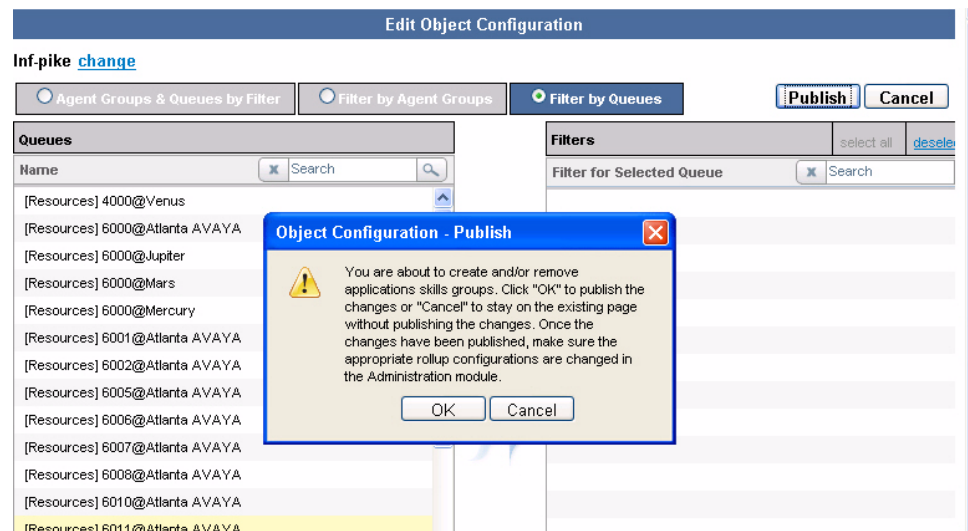 Edit Object Configuration
Inf-pike change
Agent Groups & Queues by Filter
Filter by Agent Groups
Filter by Queues
Publish
Cancel
Queues
Filters
select all
desele
Name
x
Search
Filter for Selected Queue
x
Search
[Resources] 4000@Venus
[Resources] 6000@Atlanta AVAYA
[Resources] 6000@Jupiter
[Resources] 6000@Mars
[Resources] 6000@Mercury
[Resources] 6001@Atlanta AVAYA
[Resources] 6002@Atlanta AVAYA
[Resources] 6005@Atlanta AVAYA
[Resources] 6006@Atlanta AVAYA
[Resources] 6007@Atlanta AVAYA
[Resources] 6008@Atlanta AVAYA
[Resources] 6010@Atlanta AVAYA
[Resources] 6011@Atlanta AVAYA
Object Configuration - Publish
You are about to create and/or remove
applications skills groups. Click "OK" to publish the
changes or "Cancel" to stay on the existing page
without publishing the changes. Once the
changes have been published, make sure the
appropriate rollup configurations are changed in
the Administration module.
OK
Cancel